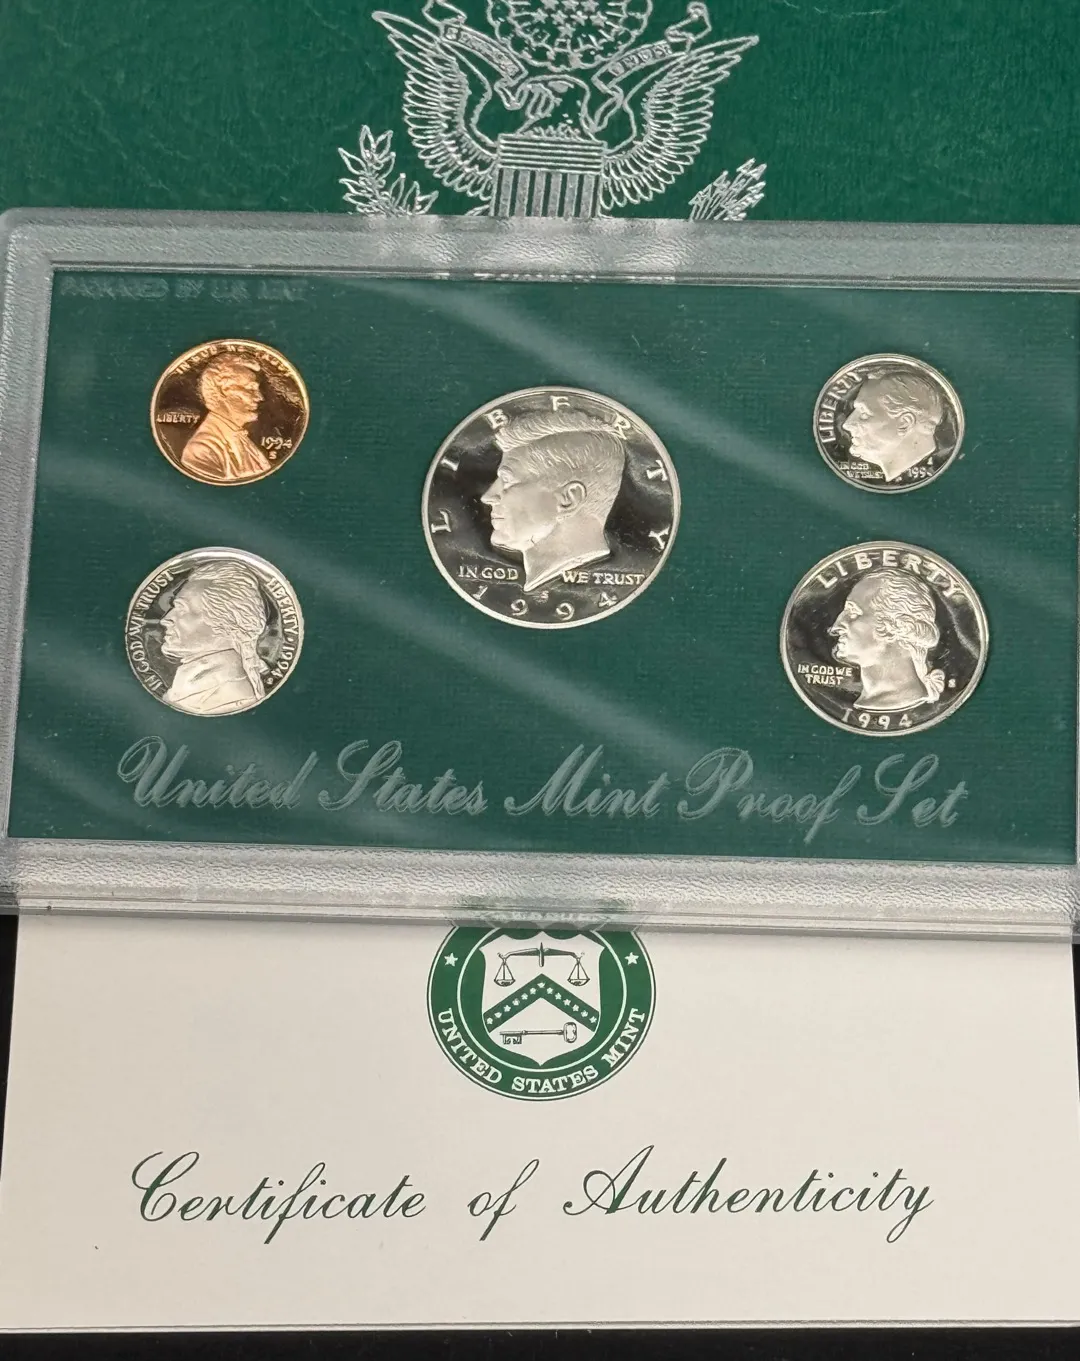 PACKAGED BY U.S. MINT
IN GOD WE TRUST
LIBERTY
1994
S
LIBERTY
IN GOD WE TRUST
S
1994
LIBERTY
IN GOD
WE TRUST
1994
IN GOD WE TRUST
LIBERTY · 1994
LIBERTY
IN GOD WE
TRUST
S
1994
United States Mint Proof Set
UNITED STATES MINT
Certificate of Authenticity